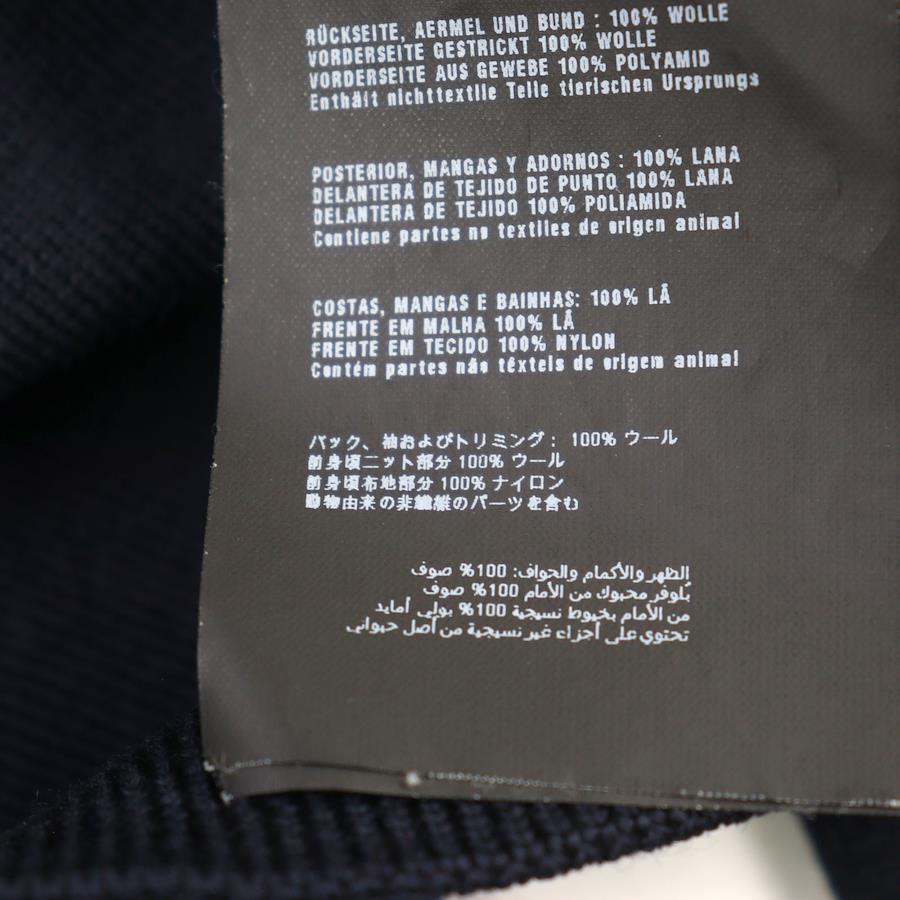 RÜCKSEITE, AERMEL UND BUND : 100% WOLLE
VORDERSEITE GESTRICKT 100% WOLLE
VORDERSEITE AUS GEWEBE 100% POLYAMID
Enthält nichttextile Teile tierischen Ursprungs
POSTERIOR, MANGAS Y ADORNOS : 100% LANA
DELANTERA DE TEJIDO DE PUNTO 100% LANA
DELANTERA DE TEJIDO 100% POLIAMIDA
Contiene partes no textiles de origen animal
COSTAS, MANGAS E BAINHAS: 100% LÃ
FRENTE EM MALHA 100% LÃ
FRENTE EM TECIDO 100% NYLON
Contém partes não têxteis de origem animal
バック、袖およびトリミング: 100% ウール
前身頃ニット部分 100% ウール
前身頃布地部分 100% ナイロン
動物由来の非繊維のパーツを含む
الظهر والأكمام والحواف: 100% صوف
بُلوفر محبوك من الأمام 100% صوف
من الأمام بخيوط نسيجية 100% بولي أمايد
تحتوي على أجزاء غير نسيجية من أصل حيواني